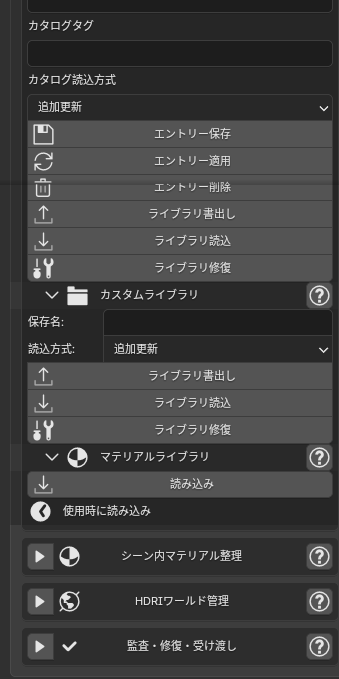 カタログタグ
カタログ読込方式
追加更新
エントリー保存
エントリー適用
エントリー削除
ライブラリ書出し
ライブラリ読込
ライブラリ修復
カスタムライブラリ
保存名:
読込方式: 追加更新
ライブラリ書出し
ライブラリ読込
ライブラリ修復
マテリアルライブラリ
読み込み
使用時に読み込み
シーン内マテリアル整理
HDRIワールド管理
監査・修復・受け渡し